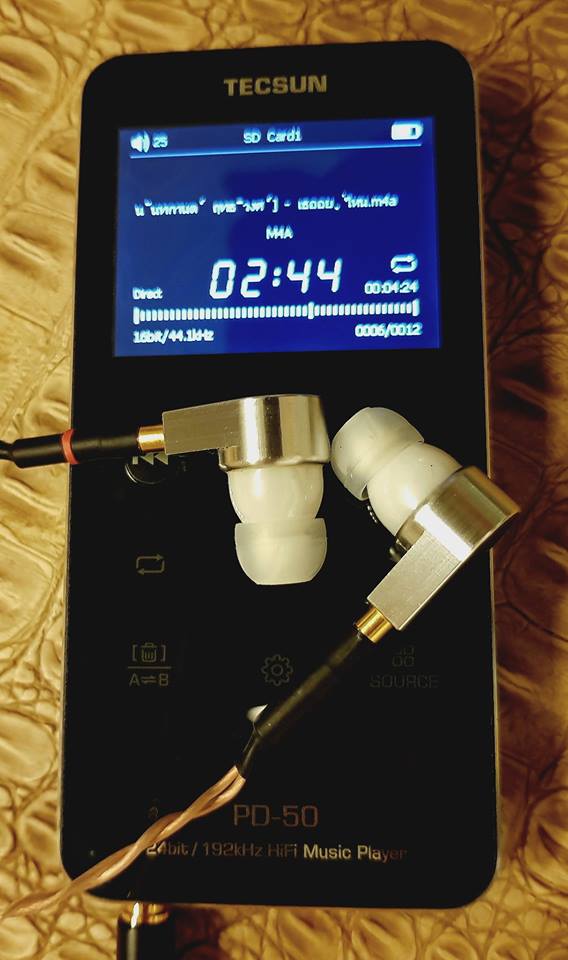 TECSUN
25 SD Card1
.m4a
M4A
02:44
Direct 00:04:24
16bit/44.1kHz 0006/0012
A⇌B
SOURCE
PD-50
24bit / 192kHz HiFi Music Player